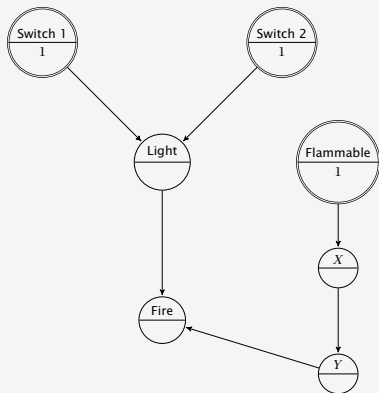 Switch 1
1
Switch 2
1
Light
Flammable
1
X
Fire
Y